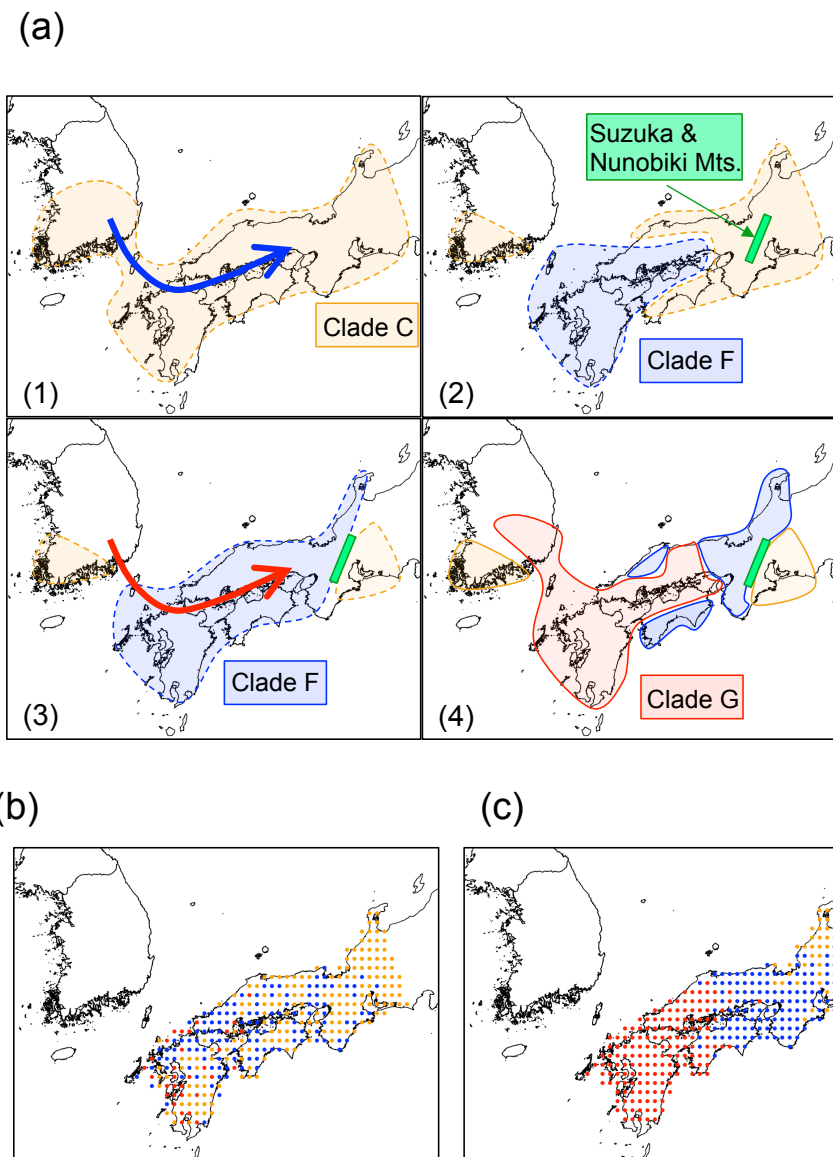 (a)
Suzuka &
Nunobiki Mts.
Clade C
(1)
Clade F
(2)
Clade F
(3)
Clade G
(4)
(b)
(c)